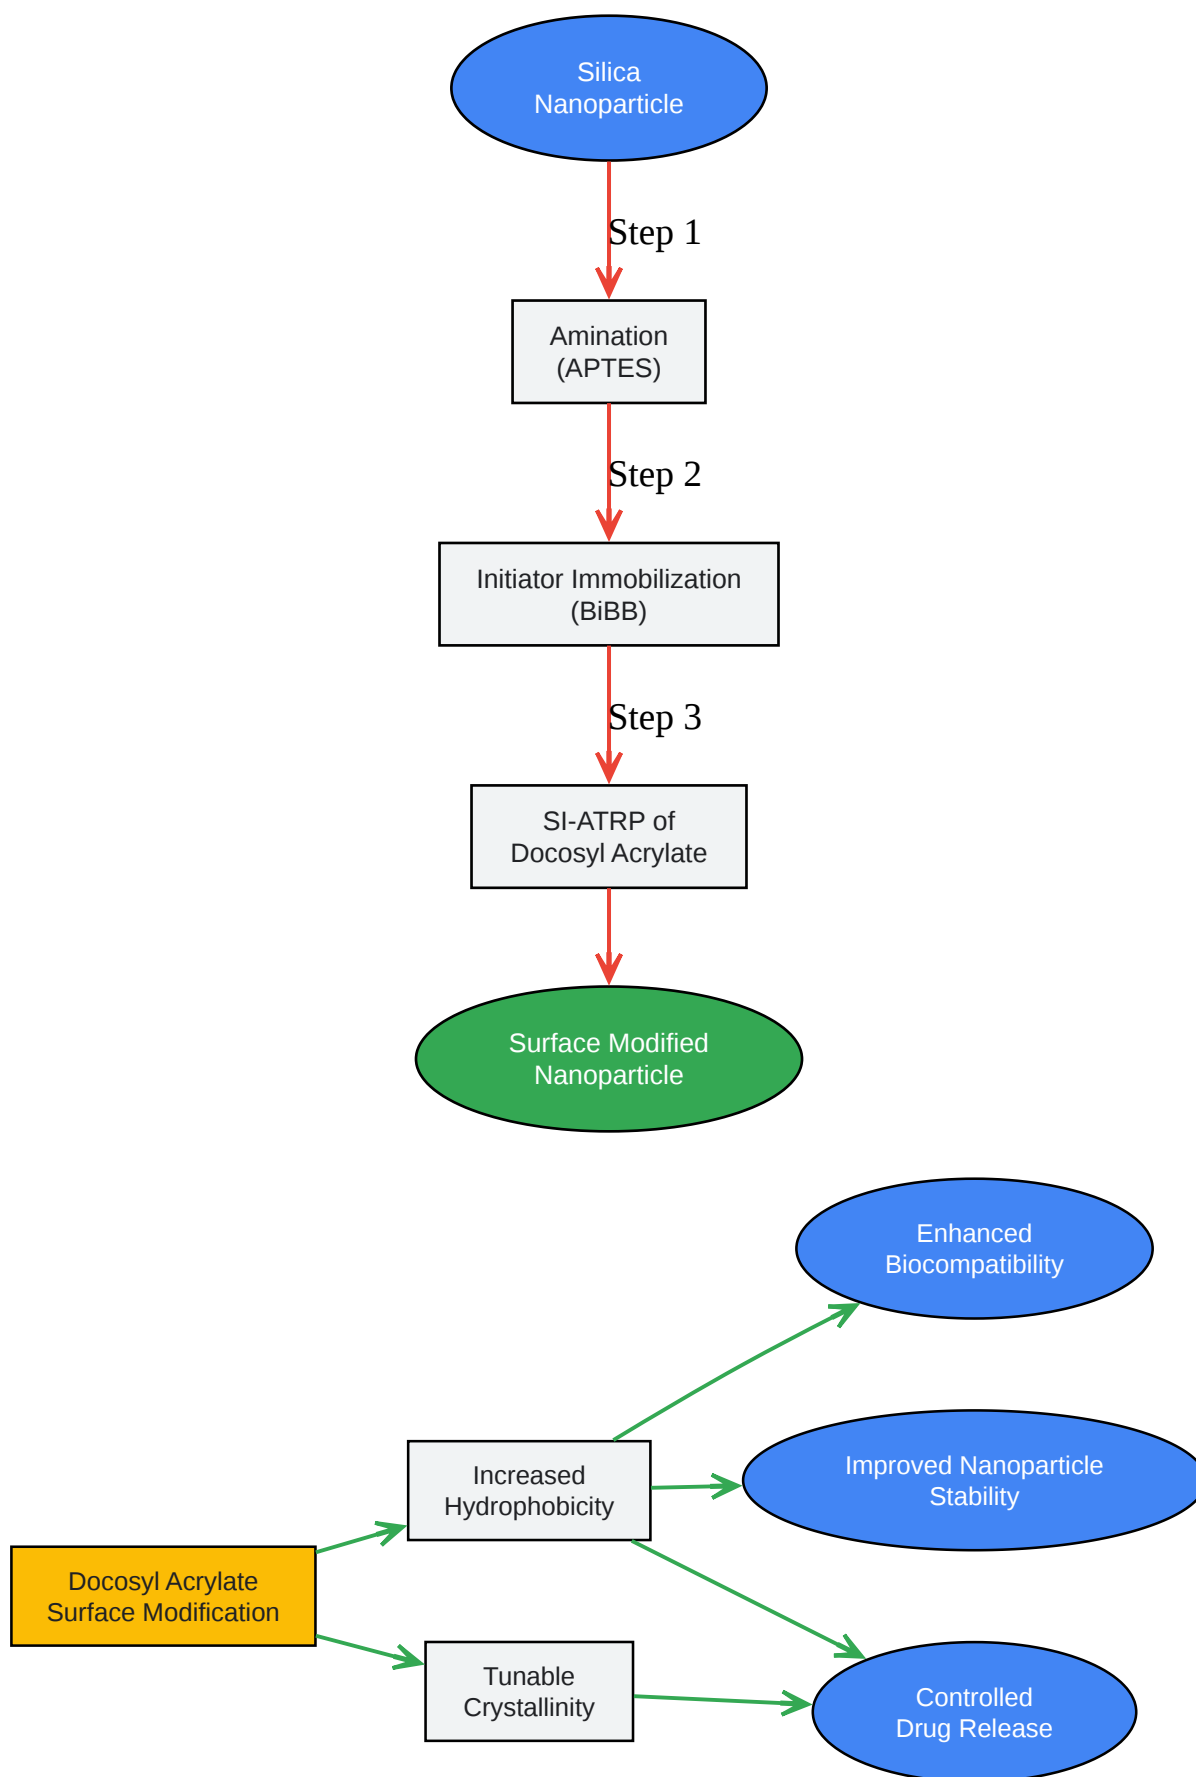 Silica
Nanoparticle
Step 1
Amination
(APTES)
Step 2
Initiator Immobilization
(BiBB)
Step 3
SI-ATRP of
Docosyl Acrylate
Surface Modified
Nanoparticle
Enhanced
Biocompatibility
Improved Nanoparticle
Stability
Increased
Hydrophobicity
Docosyl Acrylate
Surface Modification
Tunable
Crystallinity
Controlled
Drug Release